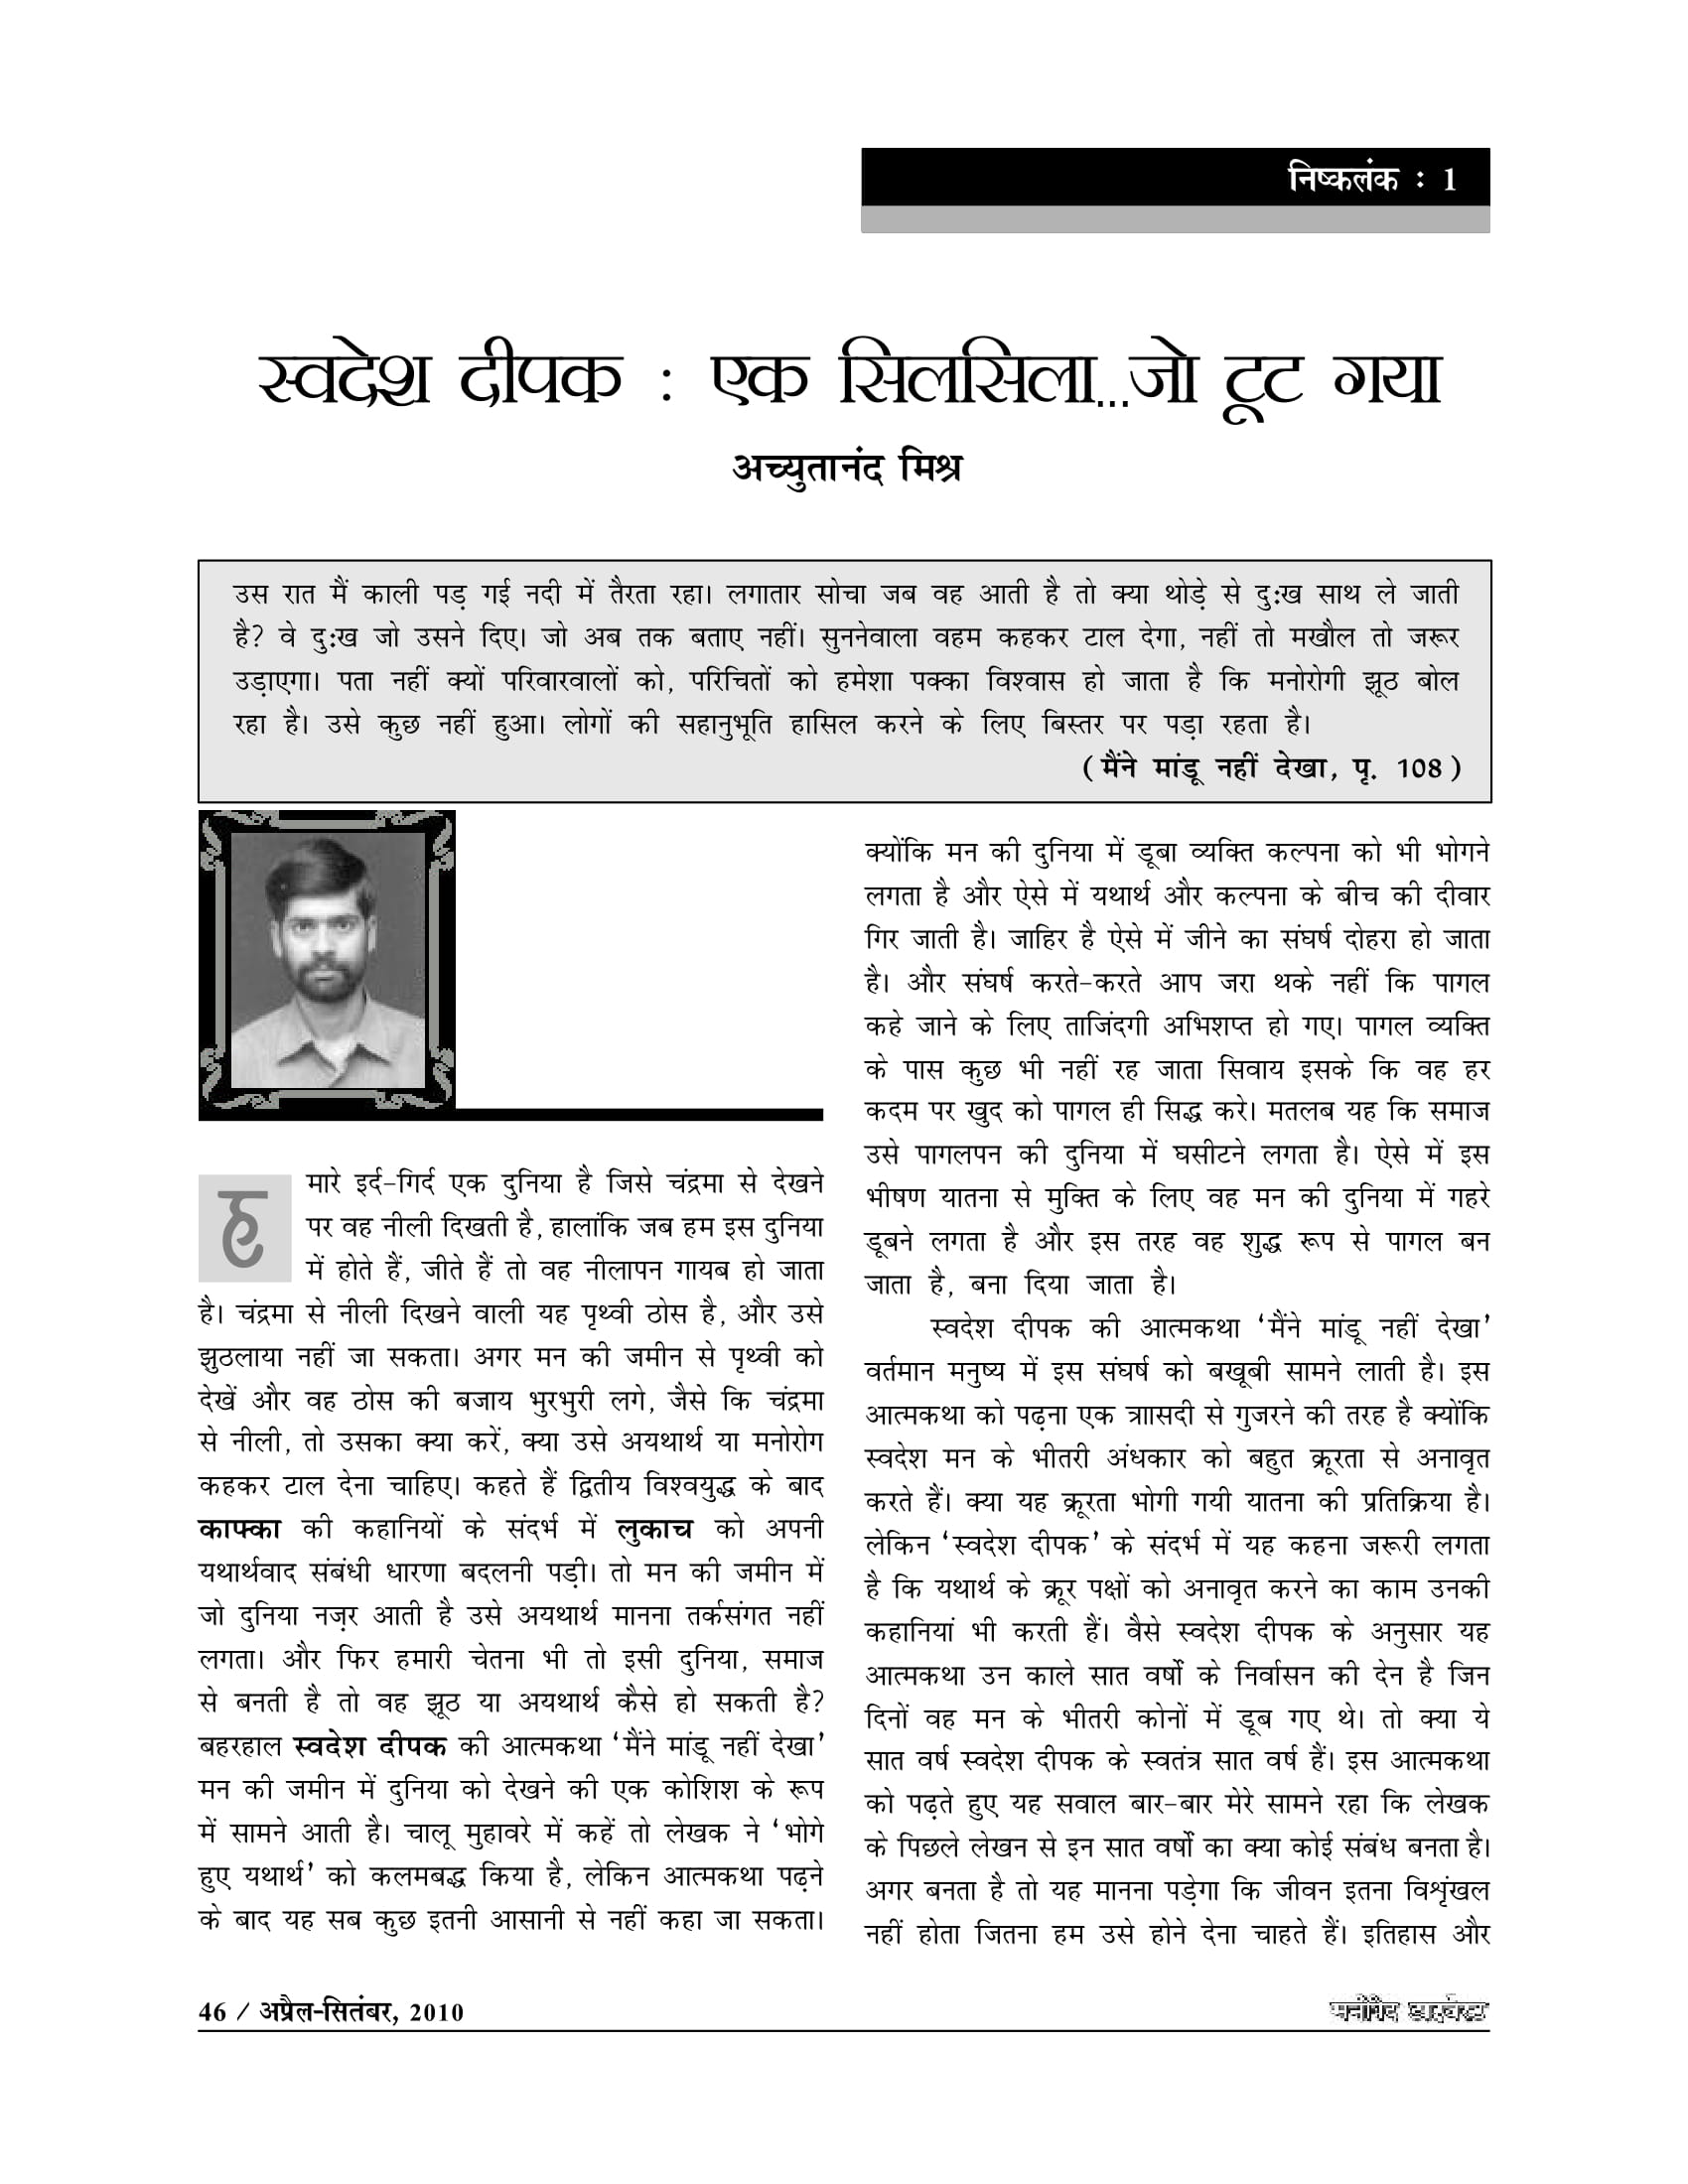 निष्कलंक : 1
स्वदेश दीपक : एक सिलसिला...जो टूट गया
अच्युतानंद मिश्र
उस रात मैं काली पड़ गई नदी में तैरता रहा। लगातार सोचा जब वह आती है तो क्या थोड़े से दुःख साथ ले जाती
है? वे दुःख जो उसने दिए। जो अब तक बताए नहीं। सुननेवाला वहम कहकर टाल देगा, नहीं तो मखौल तो जरूर
उड़ाएगा। पता नहीं क्यों परिवारवालों को, परिचितों को हमेशा पक्का विश्वास हो जाता है कि मनोरोगी झूठ बोल
रहा है। उसे कुछ नहीं हुआ। लोगों की सहानुभूति हासिल करने के लिए बिस्तर पर पड़ा रहता है।
(मैंने मांडू नहीं देखा, पृ. 108)
हमारे इर्द-गिर्द एक दुनिया है जिसे चंद्रमा से देखने
पर वह नीली दिखती है, हालांकि जब हम इस दुनिया
में होते हैं, जीते हैं तो वह नीलापन गायब हो जाता
है। चंद्रमा से नीली दिखने वाली यह पृथ्वी ठोस है, और उसे
झुठलाया नहीं जा सकता। अगर मन की जमीन से पृथ्वी को
देखें और वह ठोस की बजाय भुरभुरी लगे, जैसे कि चंद्रमा
से नीली, तो उसका क्या करें, क्या उसे अयथार्थ या मनोरोग
कहकर टाल देना चाहिए। कहते हैं द्वितीय विश्वयुद्ध के बाद
काफ्का की कहानियों के संदर्भ में लुकाच को अपनी
यथार्थवाद संबंधी धारणा बदलनी पड़ी। तो मन की जमीन में
जो दुनिया नज़र आती है उसे अयथार्थ मानना तर्कसंगत नहीं
लगता। और फिर हमारी चेतना भी तो इसी दुनिया, समाज
से बनती है तो वह झूठ या अयथार्थ कैसे हो सकती है?
बहरहाल स्वदेश दीपक की आत्मकथा ‘मैंने मांडू नहीं देखा’
मन की जमीन में दुनिया को देखने की एक कोशिश के रूप
में सामने आती है। चालू मुहावरे में कहें तो लेखक ने ‘भोगे
हुए यथार्थ’ को कलमबद्ध किया है, लेकिन आत्मकथा पढ़ने
के बाद यह सब कुछ इतनी आसानी से नहीं कहा जा सकता।
क्योंकि मन की दुनिया में डूबा व्यक्ति कल्पना को भी भोगने
लगता है और ऐसे में यथार्थ और कल्पना के बीच की दीवार
गिर जाती है। जाहिर है ऐसे में जीने का संघर्ष दोहरा हो जाता
है। और संघर्ष करते-करते आप जरा थके नहीं कि पागल
कहे जाने के लिए ताजिंदगी अभिशप्त हो गए। पागल व्यक्ति
के पास कुछ भी नहीं रह जाता सिवाय इसके कि वह हर
कदम पर खुद को पागल ही सिद्ध करे। मतलब यह कि समाज
उसे पागलपन की दुनिया में घसीटने लगता है। ऐसे में इस
भीषण यातना से मुक्ति के लिए वह मन की दुनिया में गहरे
डूबने लगता है और इस तरह वह शुद्ध रूप से पागल बन
जाता है, बना दिया जाता है।
स्वदेश दीपक की आत्मकथा ‘मैंने मांडू नहीं देखा’
वर्तमान मनुष्य में इस संघर्ष को बखूबी सामने लाती है। इस
आत्मकथा को पढ़ना एक त्राासदी से गुजरने की तरह है क्योंकि
स्वदेश मन के भीतरी अंधकार को बहुत क्रूरता से अनावृत
करते हैं। क्या यह क्रूरता भोगी गयी यातना की प्रतिक्रिया है।
लेकिन ‘स्वदेश दीपक’ के संदर्भ में यह कहना जरूरी लगता
है कि यथार्थ के क्रूर पक्षों को अनावृत करने का काम उनकी
कहानियां भी करती हैं। वैसे स्वदेश दीपक के अनुसार यह
आत्मकथा उन काले सात वर्षों के निर्वासन की देन है जिन
दिनों वह मन के भीतरी कोनों में डूब गए थे। तो क्या ये
सात वर्ष स्वदेश दीपक के स्वतंत्र सात वर्ष हैं। इस आत्मकथा
को पढ़ते हुए यह सवाल बार-बार मेरे सामने रहा कि लेखक
के पिछले लेखन से इन सात वर्षों का क्या कोई संबंध बनता है।
अगर बनता है तो यह मानना पड़ेगा कि जीवन इतना विशृंखल
नहीं होता जितना हम उसे होने देना चाहते हैं। इतिहास और
46 / अप्रैल-सितंबर, 2010